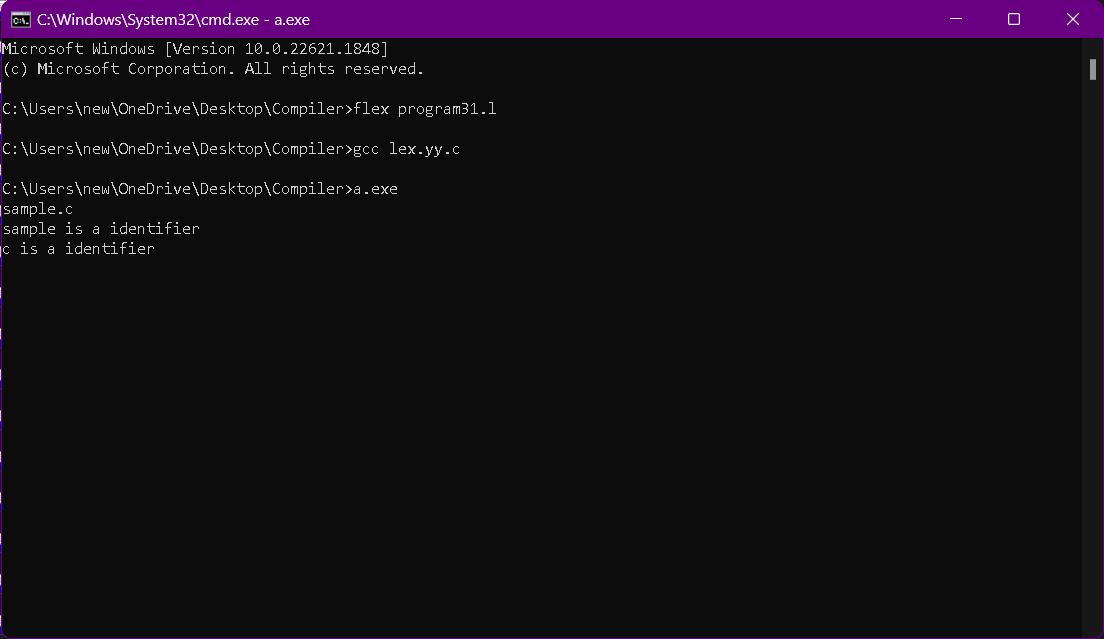 C:\Windows\System32\cmd.exe - a.exe
Microsoft Windows [Version 10.0.22621.1848]
(c) Microsoft Corporation. All rights reserved.
C:\Users\new\OneDrive\Desktop\Compiler>flex program31.l
C:\Users\new\OneDrive\Desktop\Compiler>gcc lex.yy.c
C:\Users\new\OneDrive\Desktop\Compiler>a.exe
sample.c
sample is a identifier
c is a identifier